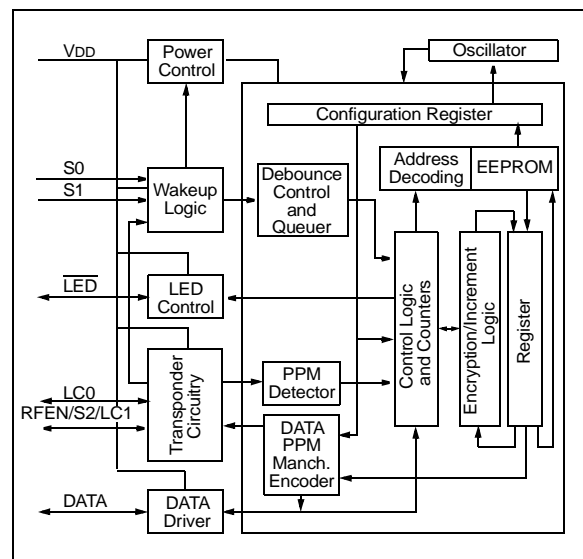 VDD
Power
Control
Oscillator
Configuration Register
S0
S1
Wakeup
Logic
Debounce
Control
and
Queuer
Address
Decoding
EEPROM
LED
LED
Control
Control Logic
and Counters
Encryption/Increment
Logic
Register
LC0
RFEN/S2/LC1
Transponder
Circuitry
PPM
Detector
DATA
PPM
Manch.
Encoder
DATA
DATA
Driver